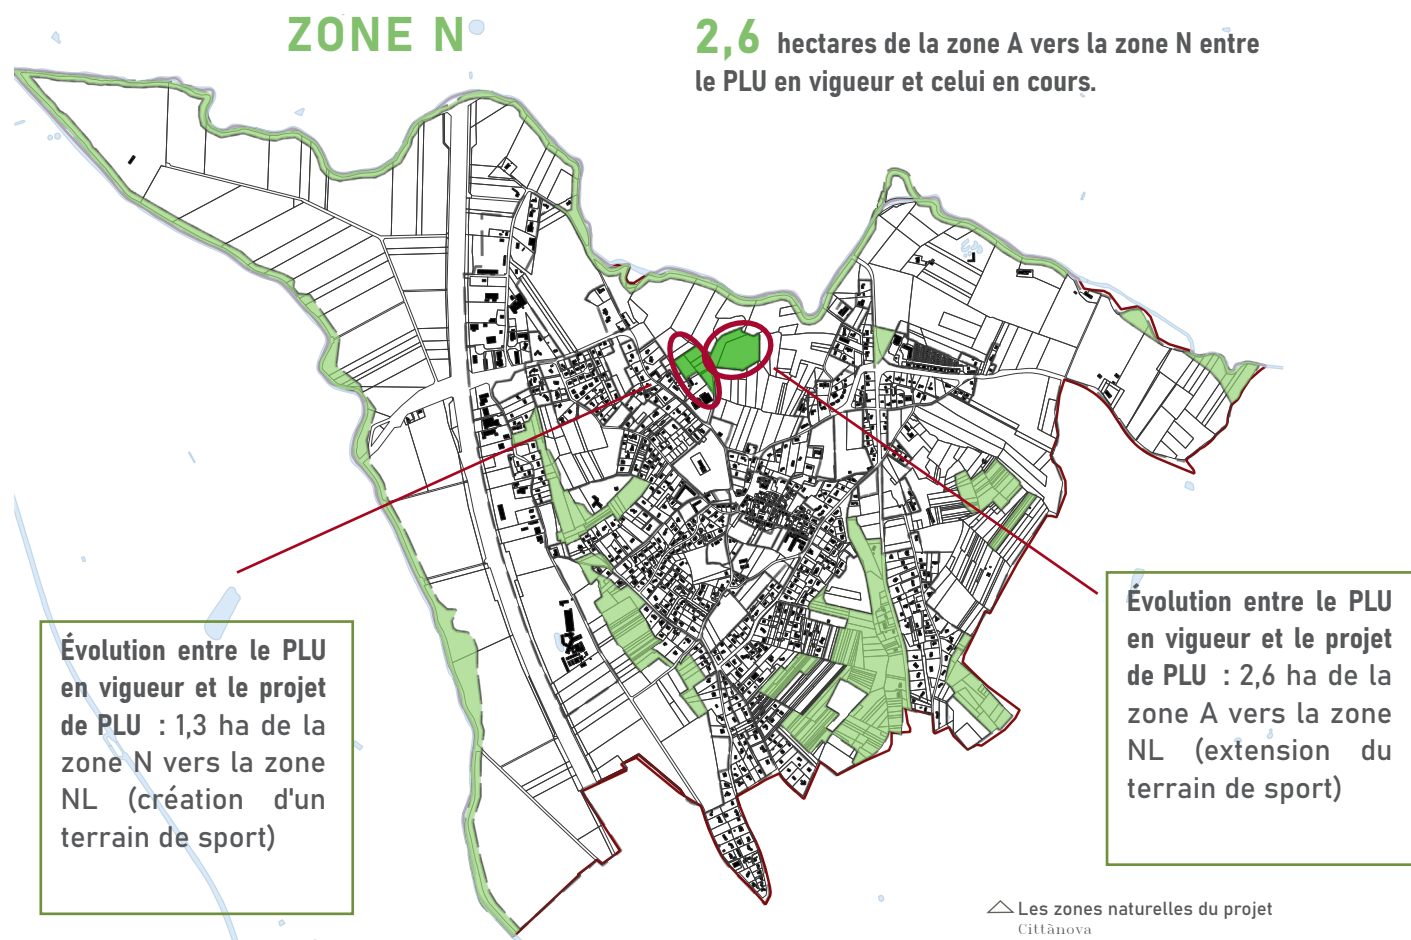 ZONE N
2,6 hectares de la zone A vers la zone N entre
le PLU en vigueur et celui en cours.
Évolution entre le PLU
en vigueur et le projet
de PLU : 1,3 ha de la
zone N vers la zone
NL (création d'un
terrain de sport)
Évolution entre le PLU
en vigueur et le projet
de PLU : 2,6 ha de la
zone A vers la zone
NL (extension du
terrain de sport)
Les zones naturelles du projet
Cittànova